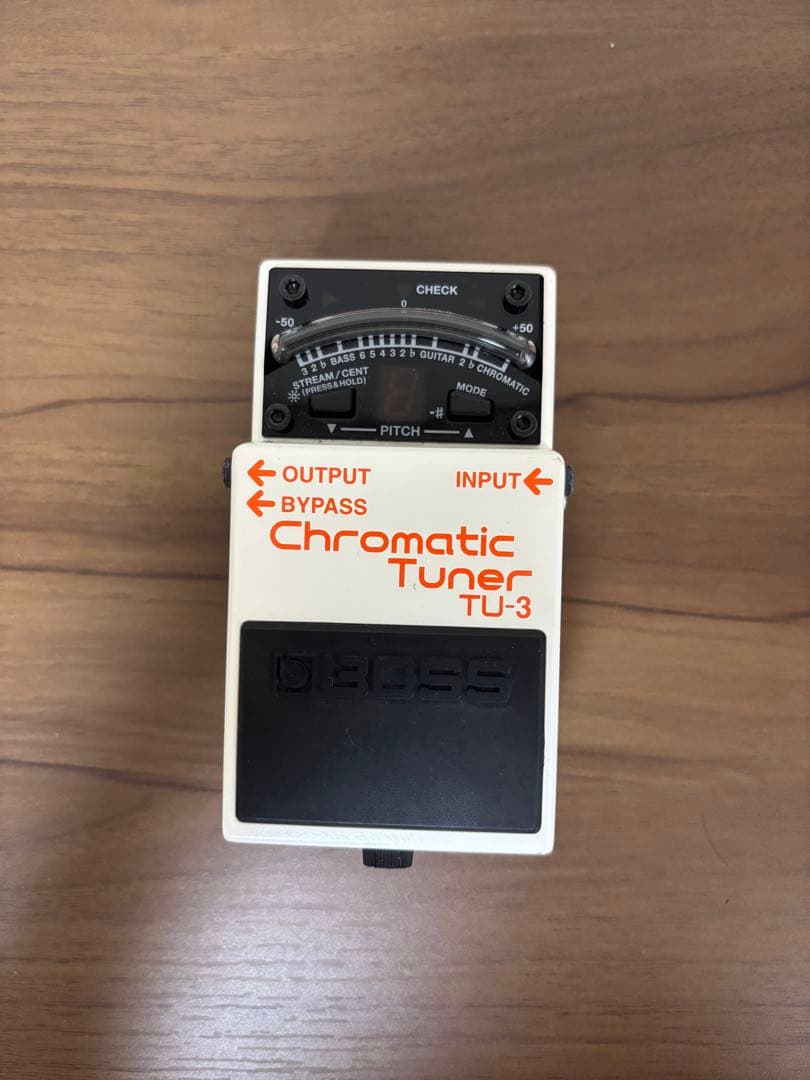 CHECK
0
-50 +50
3 2 ♭ BASS 6 5 4 3 2 ♭ GUITAR 2 ♭ CHROMATIC
STREAM/CENT
(PRESS & HOLD)
MODE
-#
▼ PITCH ▲
← OUTPUT INPUT ←
← BYPASS
Chromatic
Tuner
TU-3
BOSS